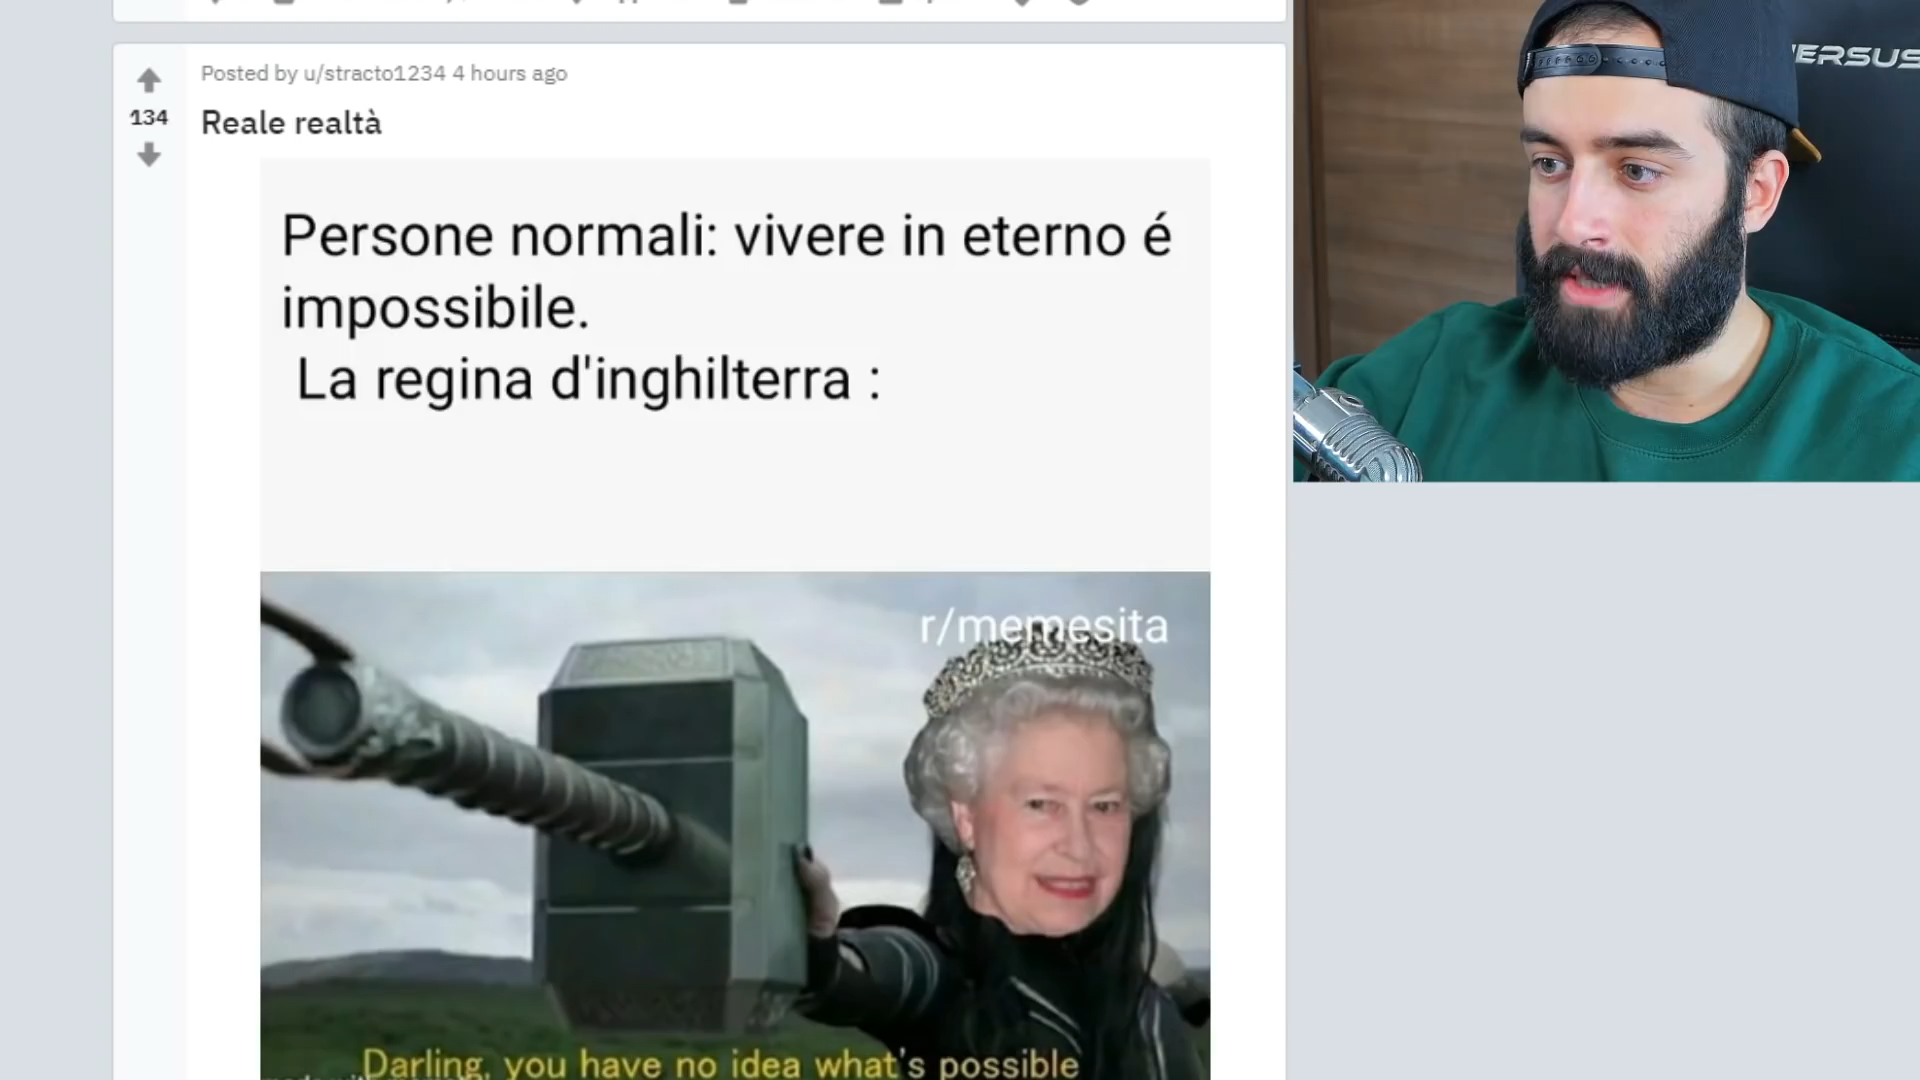 Posted by u/stracto1234 4 hours ago
134
Reale realtà
Persone normali: vivere in eterno é
impossibile.
La regina d'inghilterra :
r/memesita
Darling, you have no idea what's possible
ERSUS